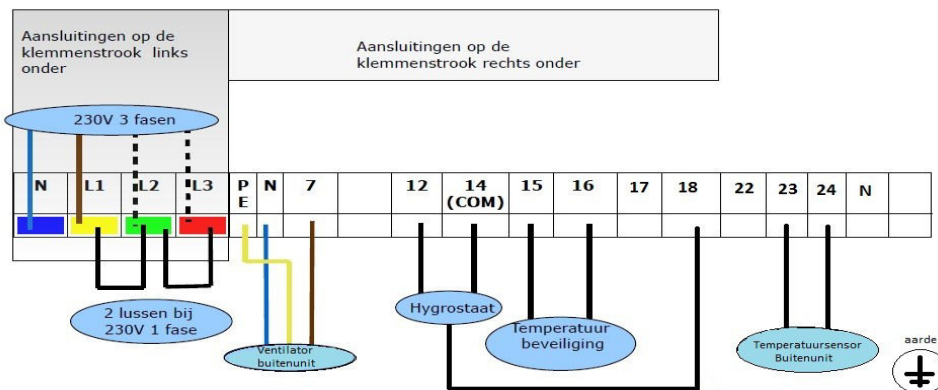 Aansluitingen op de
klemmenstrook links
onder
Aansluitingen op de
klemmenstrook rechts onder
230V 3 fasen
N L1 L2 L3 P E N 7 12 14 (COM) 15 16 17 18 22 23 24 N
2 lussen bij
230V 1 fase
Ventilator
buitenunit
Hygrostaat
Temperatuur
beveiliging
Temperatuursensor
Buitenunit
aarde